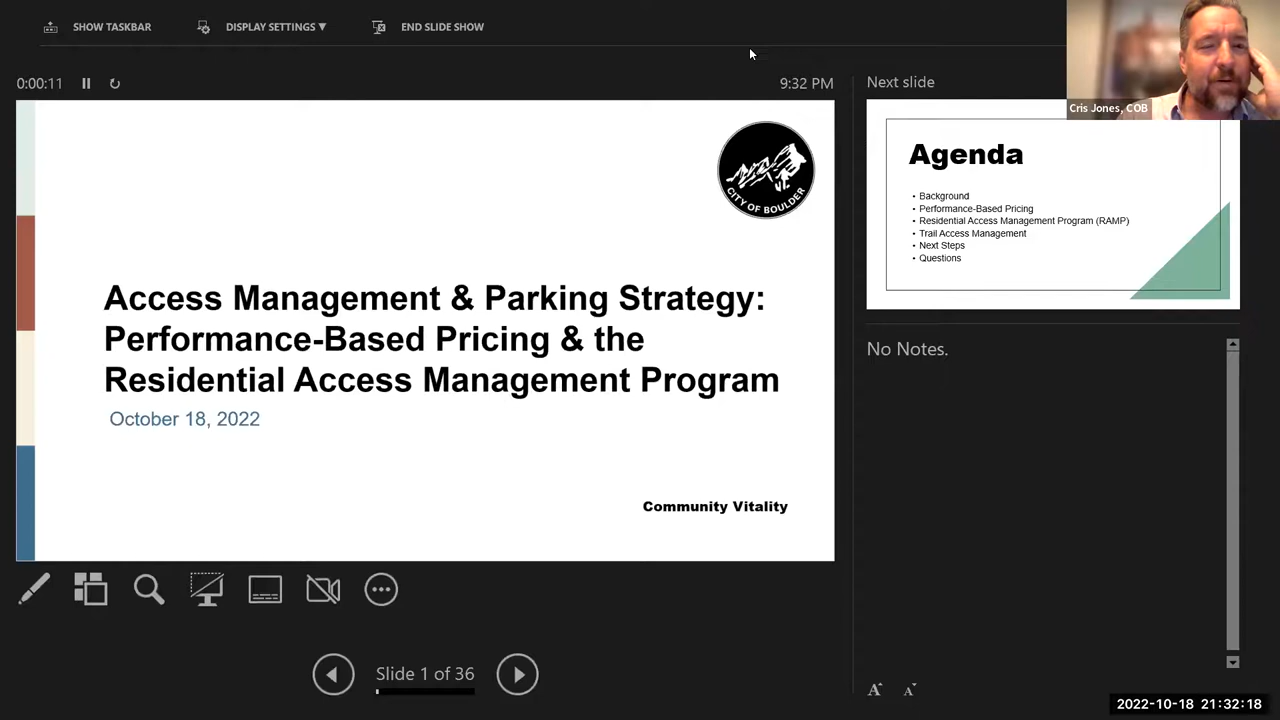 SHOW TASKBAR
DISPLAY SETTINGS ▼
END SLIDE SHOW
0:00:11
9:32 PM
Next slide
Cris Jones, COB
CITY OF BOULDER
Access Management & Parking Strategy:
Performance-Based Pricing & the
Residential Access Management Program
October 18, 2022
Community Vitality
Agenda
• Background
• Performance-Based Pricing
• Residential Access Management Program (RAMP)
• Trail Access Management
• Next Steps
• Questions
No Notes.
Slide 1 of 36
A A
2022-10-18 21:32:18